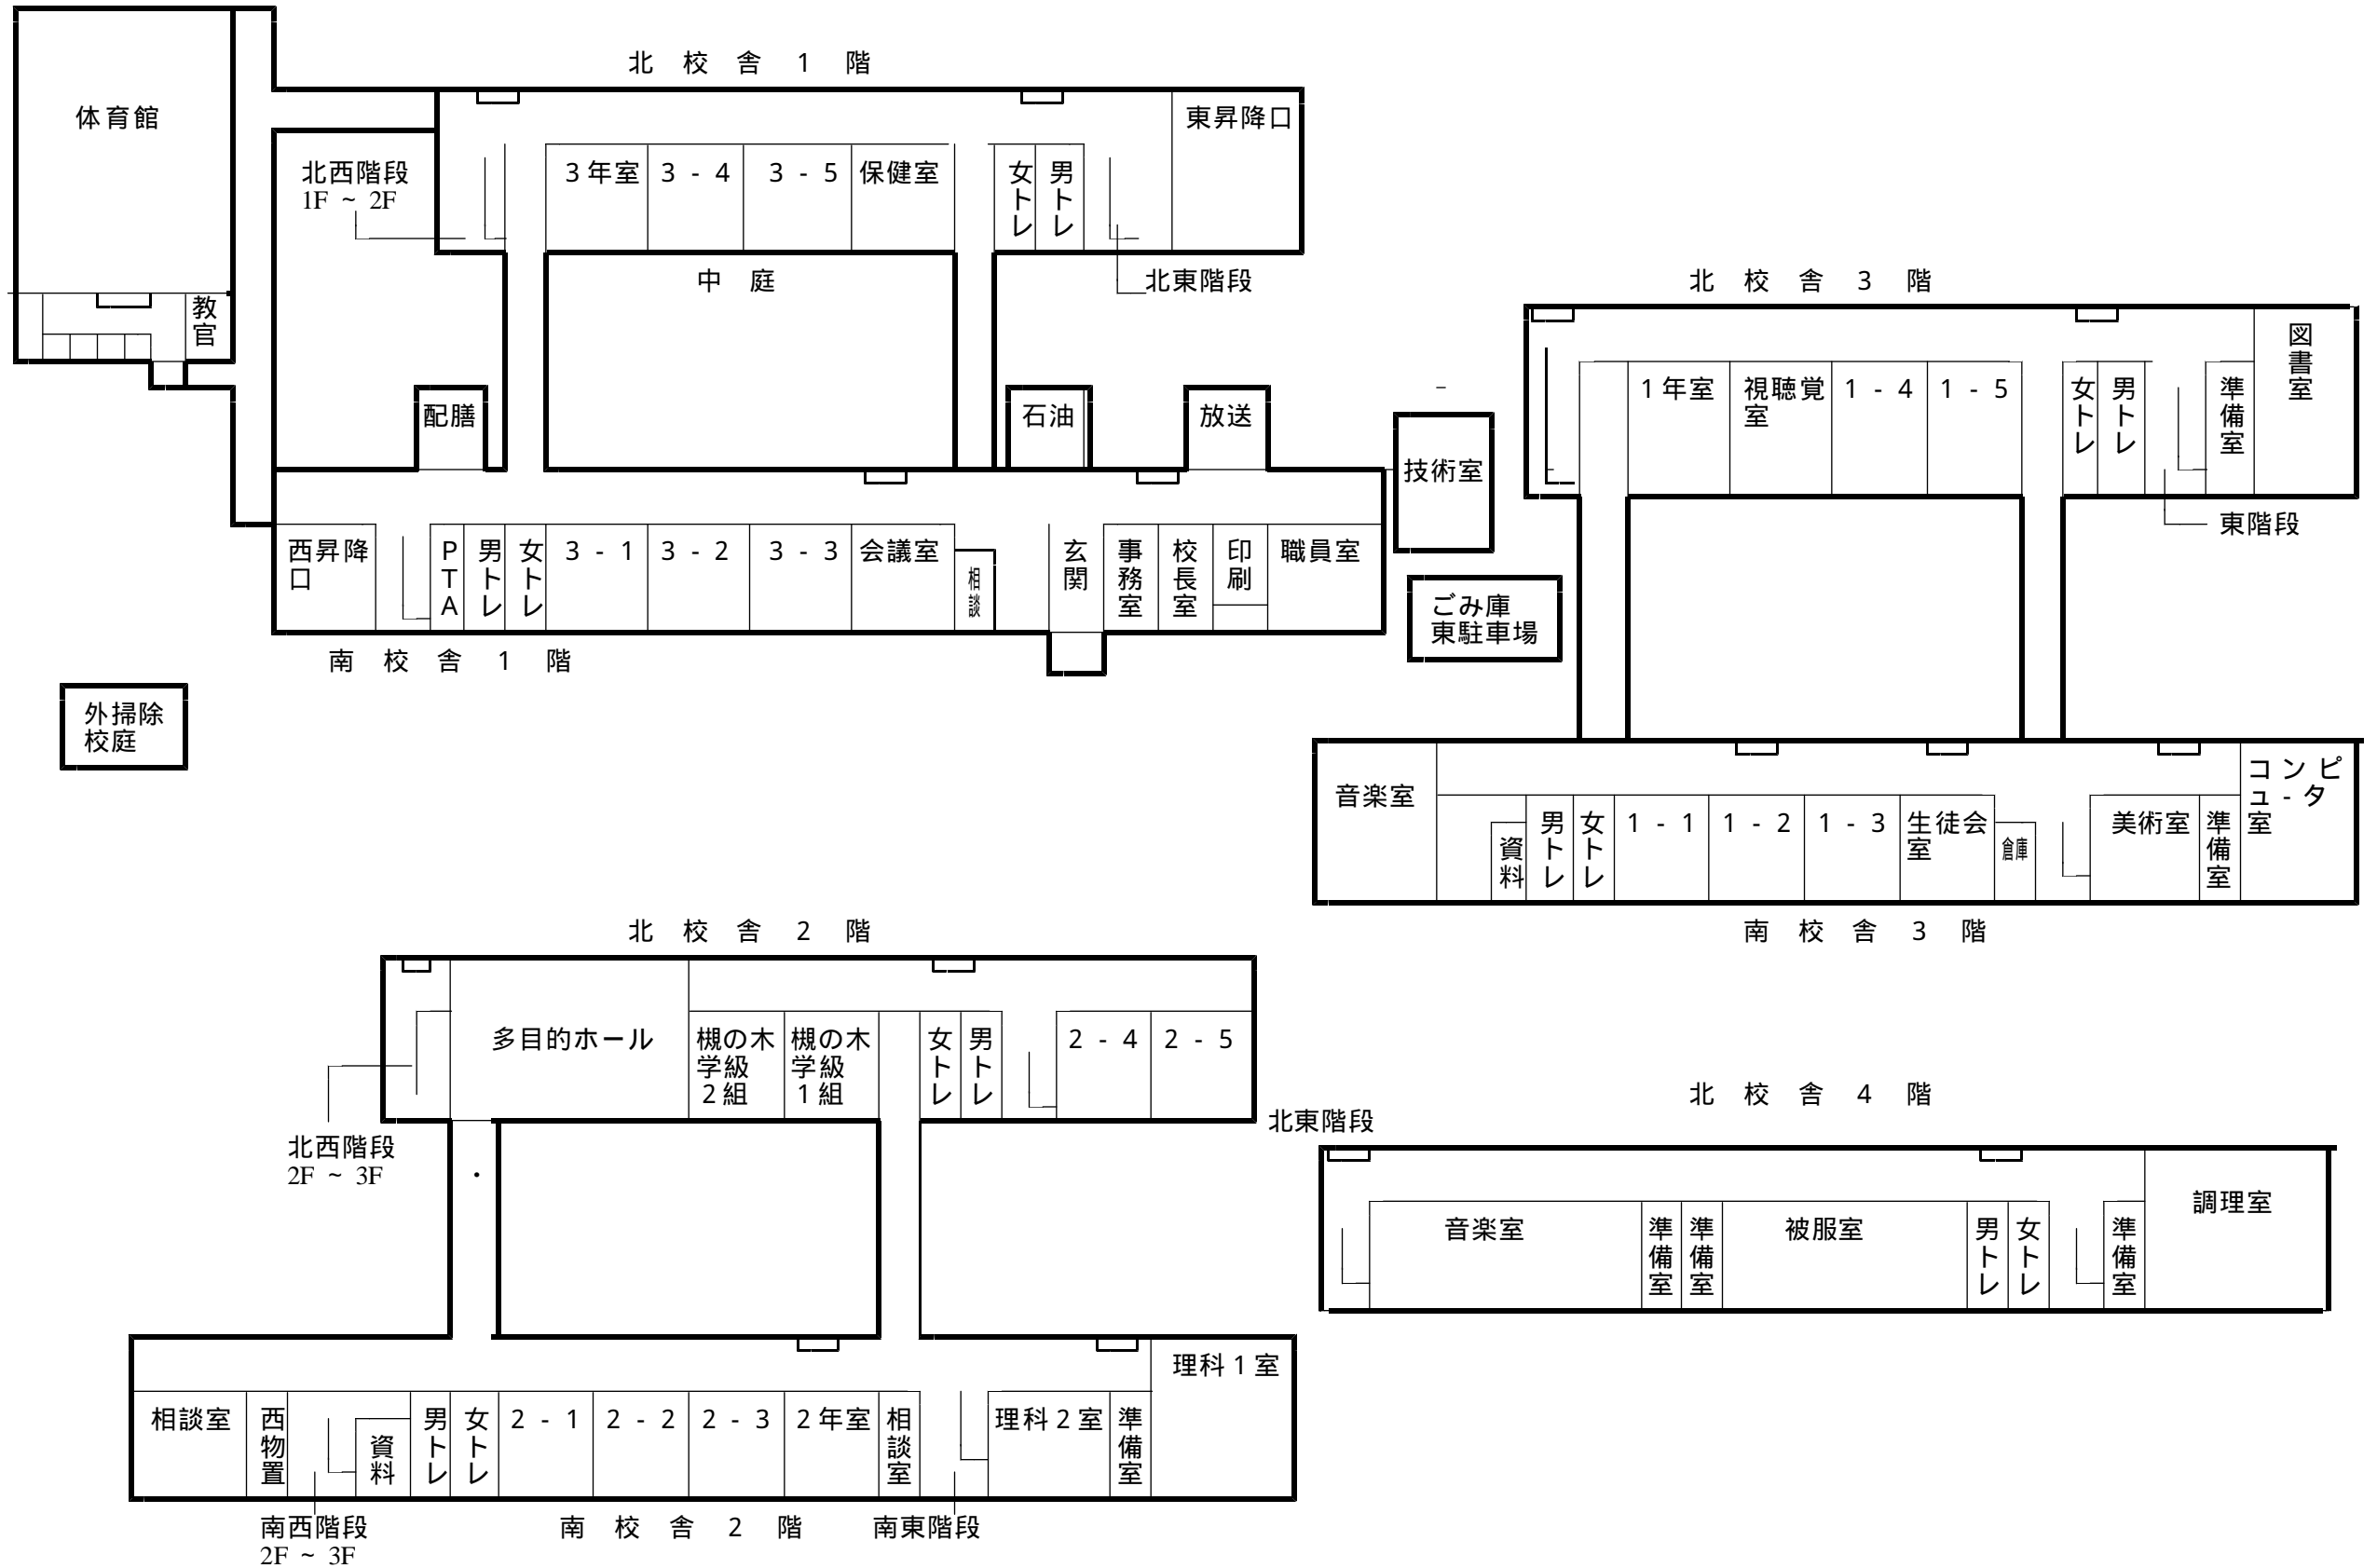 北 校 舎 1 階
体育館
東昇降口
北西階段
1F ~ 2F
3年室
3 - 4
3 - 5
保健室
女トレ
男トレ
中 庭
北東階段
教官
配膳
石油
放送
技術室
西昇降
口
PTA
男トレ
女トレ
3 - 1
3 - 2
3 - 3
会議室
相談
玄関
事務室
校長室
印刷
職員室
ごみ庫
東駐車場
南 校 舎 1 階
外掃除
校庭
北 校 舎 3 階
図書室
1年室
視聴覚
室
1 - 4
1 - 5
女トレ
男トレ
準備室
東階段
音楽室
資料
男トレ
女トレ
1 - 1
1 - 2
1 - 3
生徒会
室
倉庫
美術室
準備室
コンピ
ュ-タ
室
南 校 舎 3 階
北 校 舎 2 階
多目的ホール
槻の木
学級
2組
槻の木
学級
1組
女トレ
男トレ
2 - 4
2 - 5
北西階段
2F ~ 3F
北東階段
相談室
西物置
資料
男トレ
女トレ
2 - 1
2 - 2
2 - 3
2年室
相談室
理科2室
準備室
理科1室
南西階段
2F ~ 3F
南 校 舎 2 階
南東階段
北 校 舎 4 階
音楽室
準備室
準備室
被服室
男トレ
女トレ
準備室
調理室